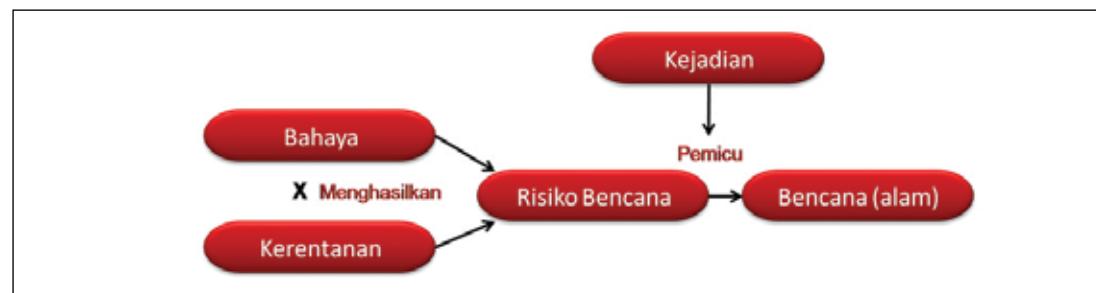 Kejadian
Bahaya
Pemicu
X Menghasilkan
Risiko Bencana
Bencana (alam)
Kerentanan